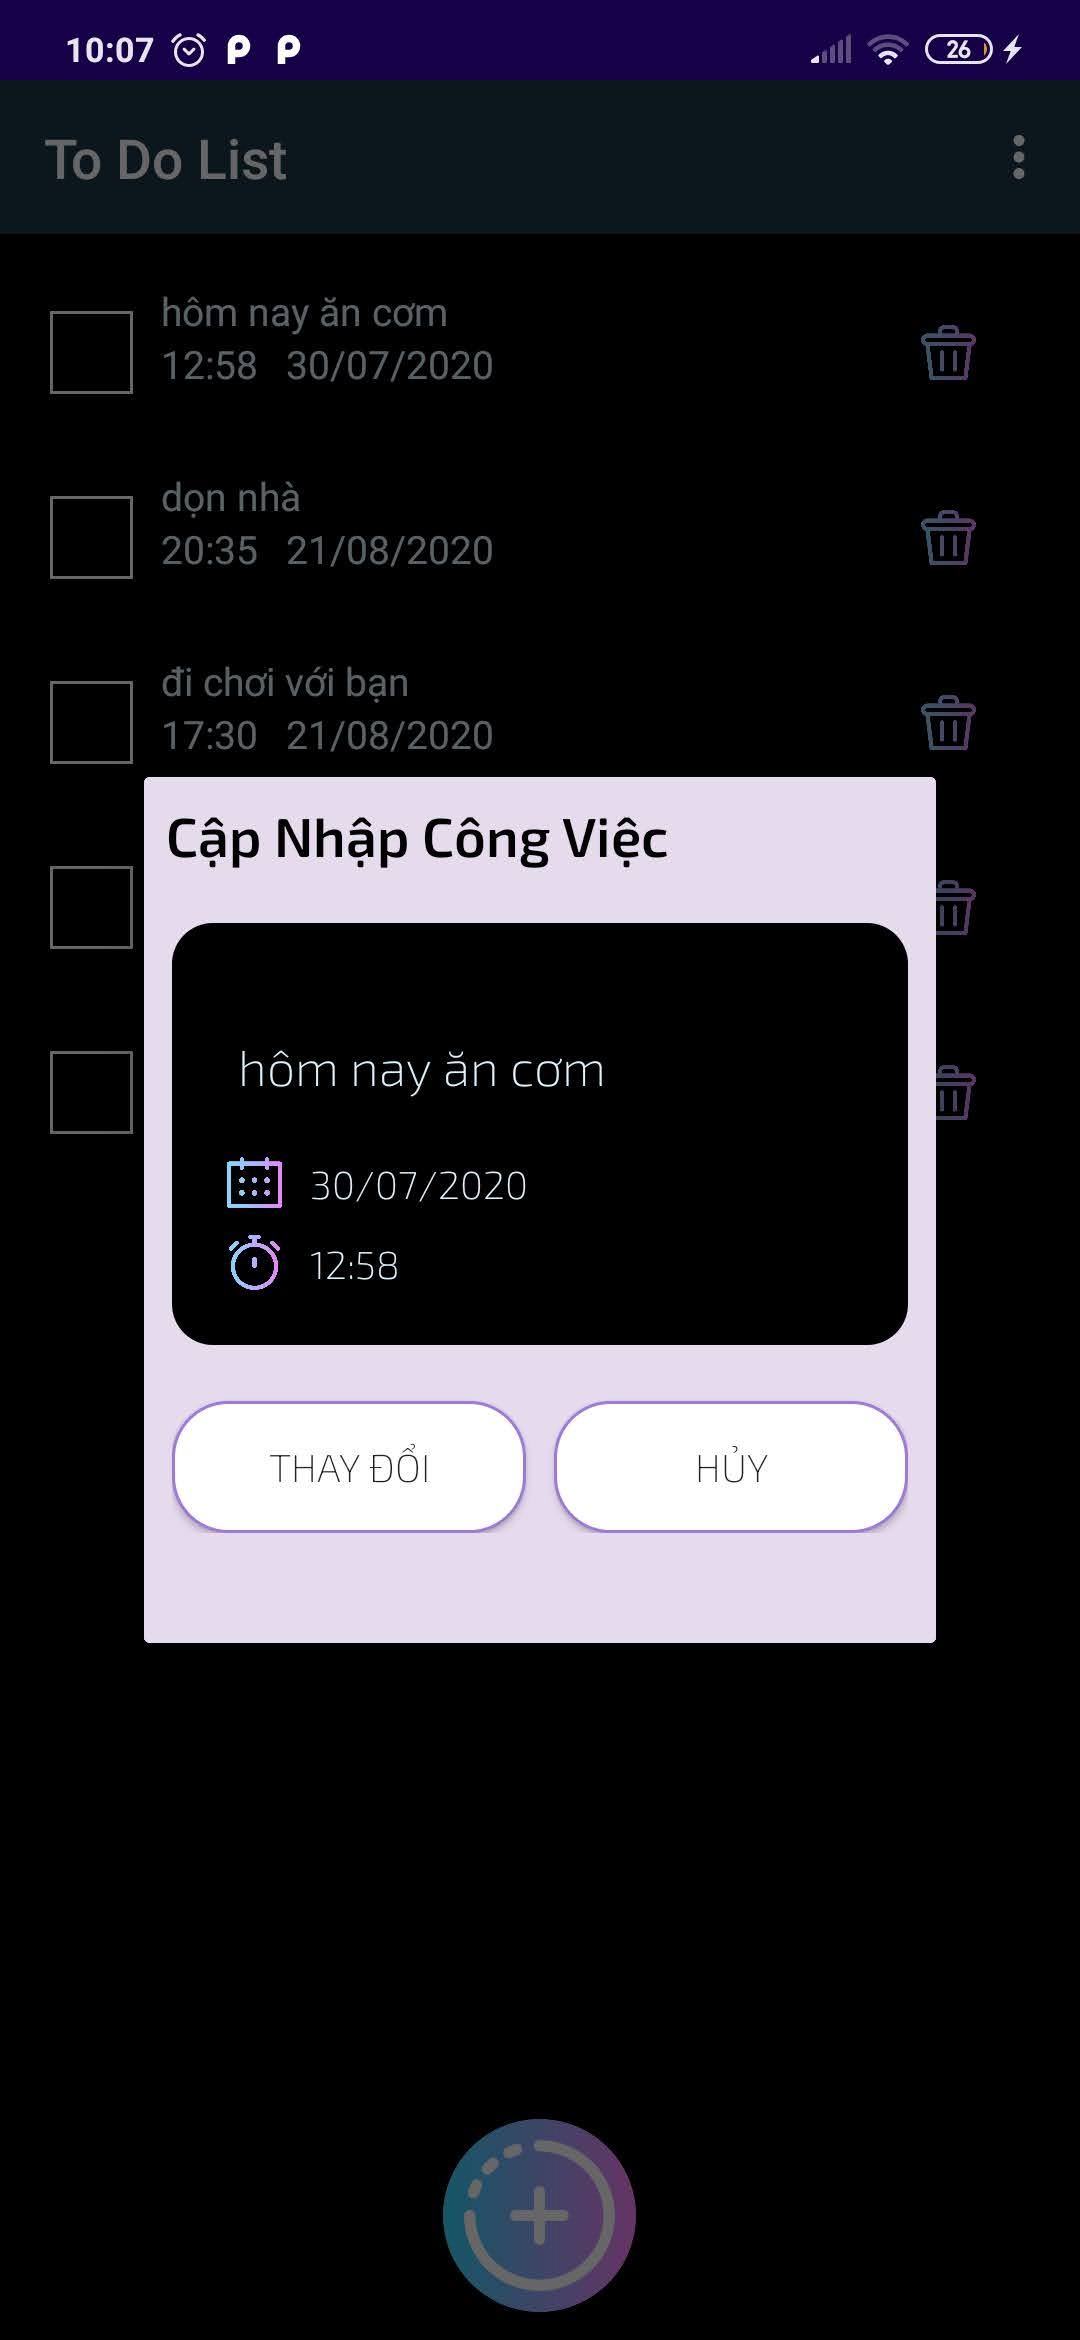 10:07 26
To Do List
hôm nay ăn cơm
12:58 30/07/2020
dọn nhà
20:35 21/08/2020
đi chơi với bạn
17:30 21/08/2020
Cập Nhập Công Việc
hôm nay ăn cơm
30/07/2020
12:58
THAY ĐỔI HỦY